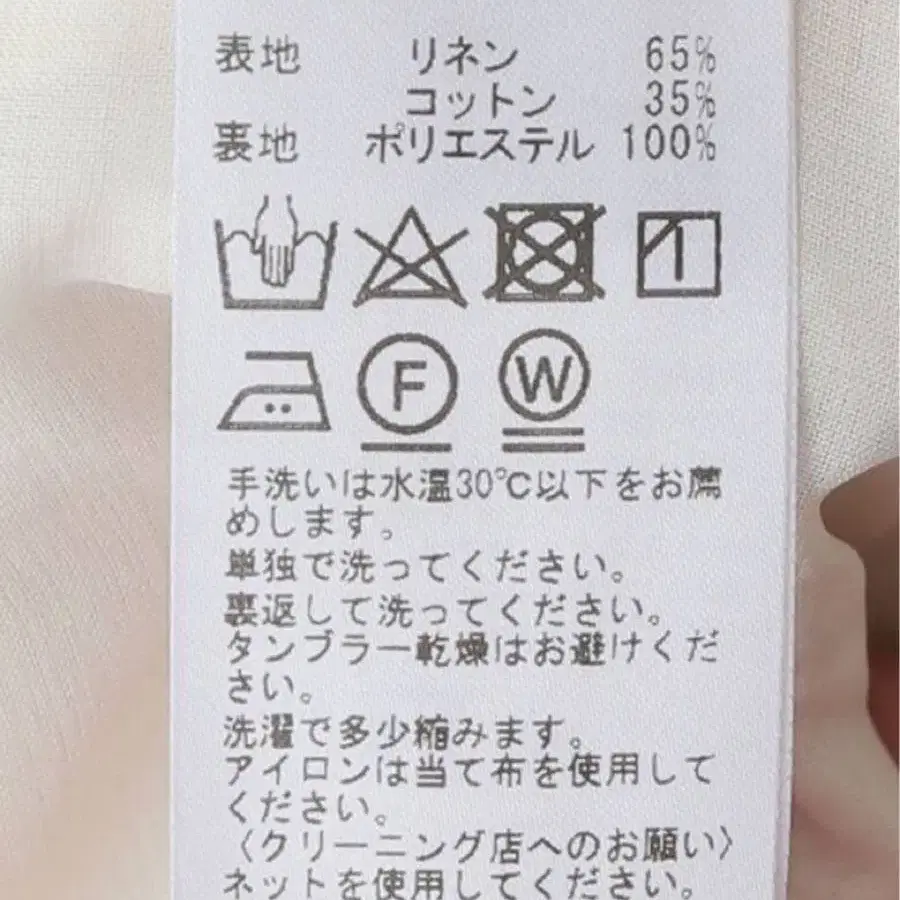 表地 リネン 65%
コットン 35%
裏地 ポリエステル 100%
F W
手洗いは水温30℃以下をお薦
めします。
単独で洗ってください。
裏返して洗ってください。
タンブラー乾燥はお避けくだ
さい。
洗濯で多少縮みます。
アイロンは当て布を使用して
ください。
〈クリーニング店へのお願い〉
ネットを使用してください。